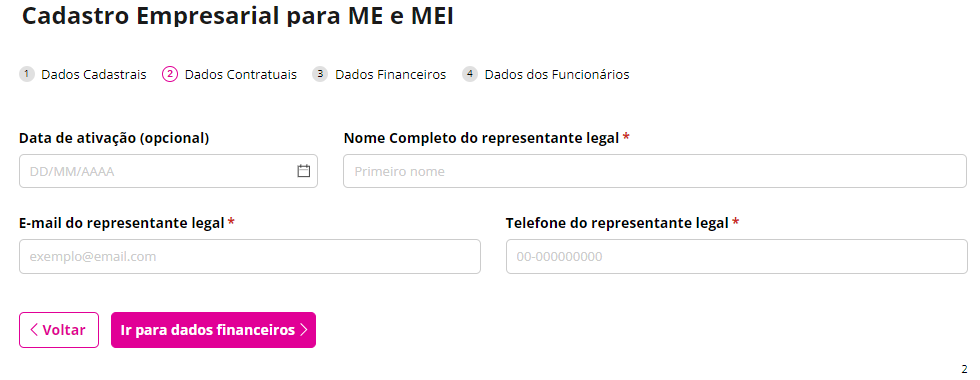 Cadastro Empresarial para ME e MEI
1 Dados Cadastrais 2 Dados Contratuais 3 Dados Financeiros 4 Dados dos Funcionários
Data de ativação (opcional) Nome Completo do representante legal *
DD/MM/AAAA Primeiro nome
E-mail do representante legal * Telefone do representante legal *
exemplo@email.com 00-000000000
Voltar Ir para dados financeiros
2